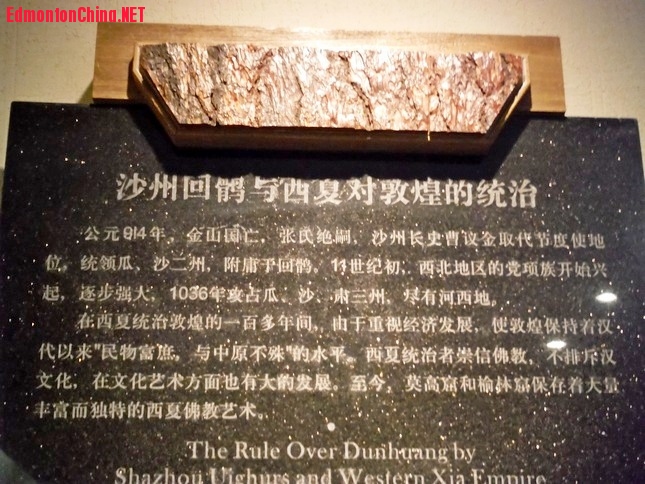 EdmontonChina.NET
沙州回鹘与西夏对敦煌的统治
公元914年，金山国亡，张氏绝嗣，沙州长史曹议金取代节度使地
位，统领瓜、沙二州，附庸于回鹘。11世纪初，西北地区的党项族开始兴
起，逐步强大，1036年攻占瓜、沙、肃三州，尽有河西地。
在西夏统治敦煌的一百多年间，由于重视经济发展，使敦煌保持着汉
代以来"民物富庶，与中原不殊"的水平。西夏统治者崇信佛教，不排斥汉
文化，在文化艺术方面也有大的发展。至今，莫高窟和榆林窟保存着大量
丰富而独特的西夏佛教艺术。
The Rule Over Dunhuang by
Shazhou Uighurs and Western Xia Empire